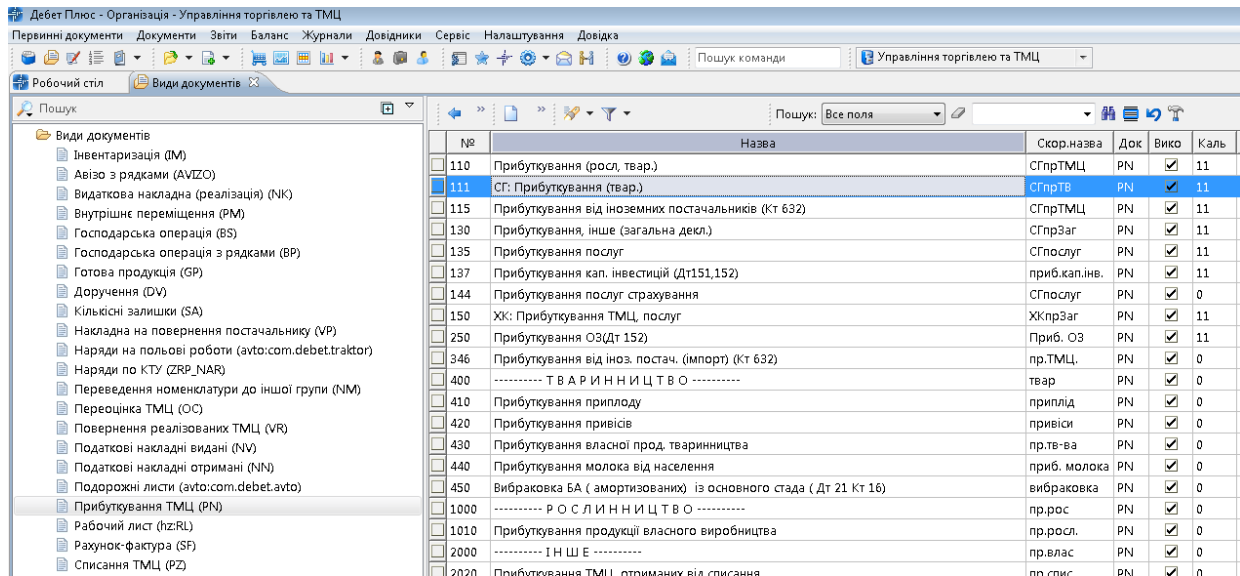 Дебет Плюс - Організація - Управління торгівлею та ТМЦ
Первинні документи Документи Звіти Баланс Журнали Довідники Сервіс Налаштування Довідка
Пошук команди Управління торгівлею та ТМЦ
Робочий стіл Види документів
Пошук
Види документів
Інвентаризація (IM)
Авізо з рядками (AVIZO)
Видаткова накладна (реалізація) (NK)
Внутрішнє переміщення (PM)
Господарська операція (BS)
Господарська операція з рядками (BP)
Готова продукція (GP)
Доручення (DV)
Кількісні залишки (SA)
Накладна на повернення постачальнику (VP)
Наряди на польові роботи (avto:com.debet.traktor)
Наряди по КТУ (ZRP_NAR)
Переведення номенклатури до іншої групи (NM)
Переоцінка ТМЦ (OC)
Повернення реалізованих ТМЦ (VR)
Податкові накладні видані (NV)
Податкові накладні отримані (NN)
Подорожні листи (avto:com.debet.avto)
Прибуткування ТМЦ (PN)
Рабочий лист (hz:RL)
Рахунок-фактура (SF)
Списання ТМЦ (PZ)
Пошук: Все поля
№ Назва Скор.назва Док Вико Каль
110 Прибуткування (росл, твар.) СГпрТМЦ PN 11
111 СГ: Прибуткування (твар.) СГпрТВ PN 11
115 Прибуткування від іноземних постачальників (Кт 632) СГпрТМЦ PN 11
130 Прибуткування, інше (загальна декл.) СГпрЗаг PN 11
135 Прибуткування послуг СГпослуг PN 11
137 Прибуткування кап. інвестицій (Дт151,152) приб.кап.інв. PN 11
144 Прибуткування послуг страхування СГпослуг PN 0
150 ХК: Прибуткування ТМЦ, послуг ХКпрЗаг PN 11
250 Прибуткування ОЗ(Дт 152) Приб. ОЗ PN 11
346 Прибуткування від іноз. постач. (імпорт) (Кт 632) пр.ТМЦ. PN 0
400 ---------- Т В А Р И Н Н И Ц Т В О ---------- твар PN 0
410 Прибуткування приплоду приплід PN 0
420 Прибуткування привісів привіси PN 0
430 Прибуткування власної прод. тваринництва пр.тв-ва PN 0
440 Прибуткування молока від населення приб. молока PN 0
450 Вибраковка БА ( амортизованих) із основного стада ( Дт 21 Кт 16) вибраковка PN 0
1000 ---------- Р О С Л И Н Н И Ц Т В О ---------- пр.рос PN 0
1010 Прибуткування продукції власного виробництва пр.росл. PN 0
2000 ---------- І Н Ш Е ---------- пр.влас PN 0
2020 Прибуткування ТМЦ, отриманих від списання пр.спис PN 0